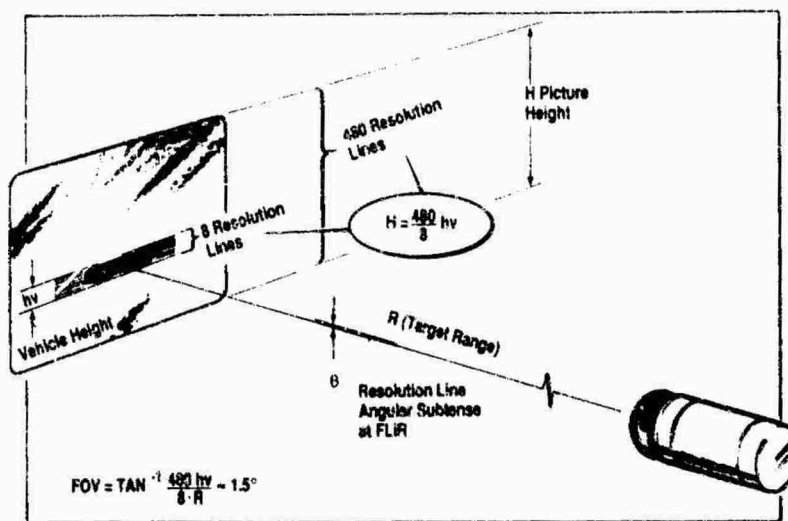 H Picture
Height
480 Resolution
Lines
8 Resolution
Lines
H = 480/8 hv
hv
Vehicle Height
R (Target Range)
θ
Resolution Line
Angular Subtense
at FLIR
FOV = TAN -1 480 hv / 8 · R ~ 1.5°